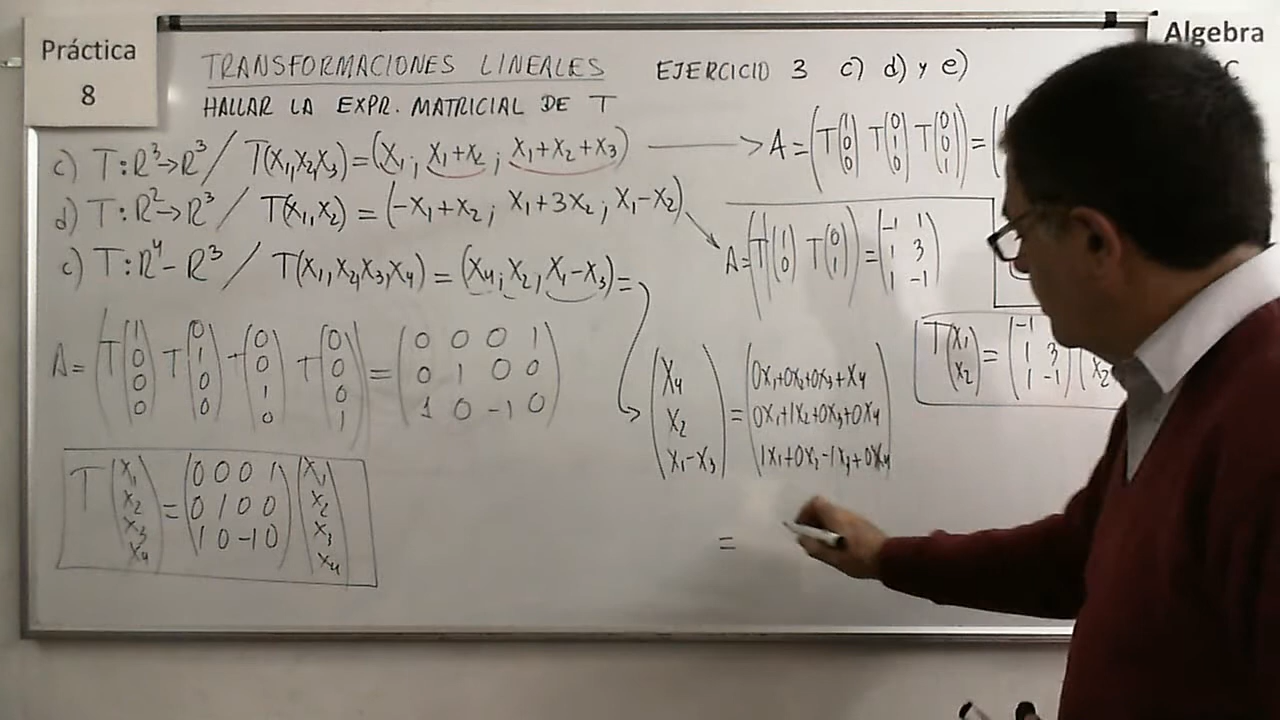 Práctica
8
Algebra
C
TRANSFORMACIONES LINEALES EJERCICIO 3 c) d) y e)
HALLAR LA EXPR. MATRICIAL DE T
c) T: R³→R³ / T(X₁,X₂,X₃) = (X₁ ; X₁+X₂ ; X₁+X₂+X₃) → A = (T(1 0 0) T(0 1 0) T(0 0 1)) = (
d) T: R²→R³ / T(X₁,X₂) = (-X₁+X₂ ; X₁+3X₂ ; X₁-X₂)
A = (T(1 0) T(0 1)) = (-1 1
1 3
1 -1)
c) T: R⁴-R³ / T(X₁,X₂,X₃,X₄) = (X₄ ; X₂ , X₁-X₃) =
A = (T(1 0 0 0) T(0 1 0 0) T(0 0 1 0) T(0 0 0 1)) = (0 0 0 1
0 1 0 0
1 0 -1 0)
T(X₁ X₂ X₃ X₄) = (0 0 0 1
0 1 0 0
1 0 -1 0) (X₁ X₂ X₃ X₄)
(X₄ = (0X₁+0X₂+0X₃+X₄
X₂ 0X₁+1X₂+0X₃+0X₄
X₁-X₃) 1X₁+0X₂-1X₃+0X₄
=
T(X₁ X₂) = (-1
1 3
1 -1) (X₂